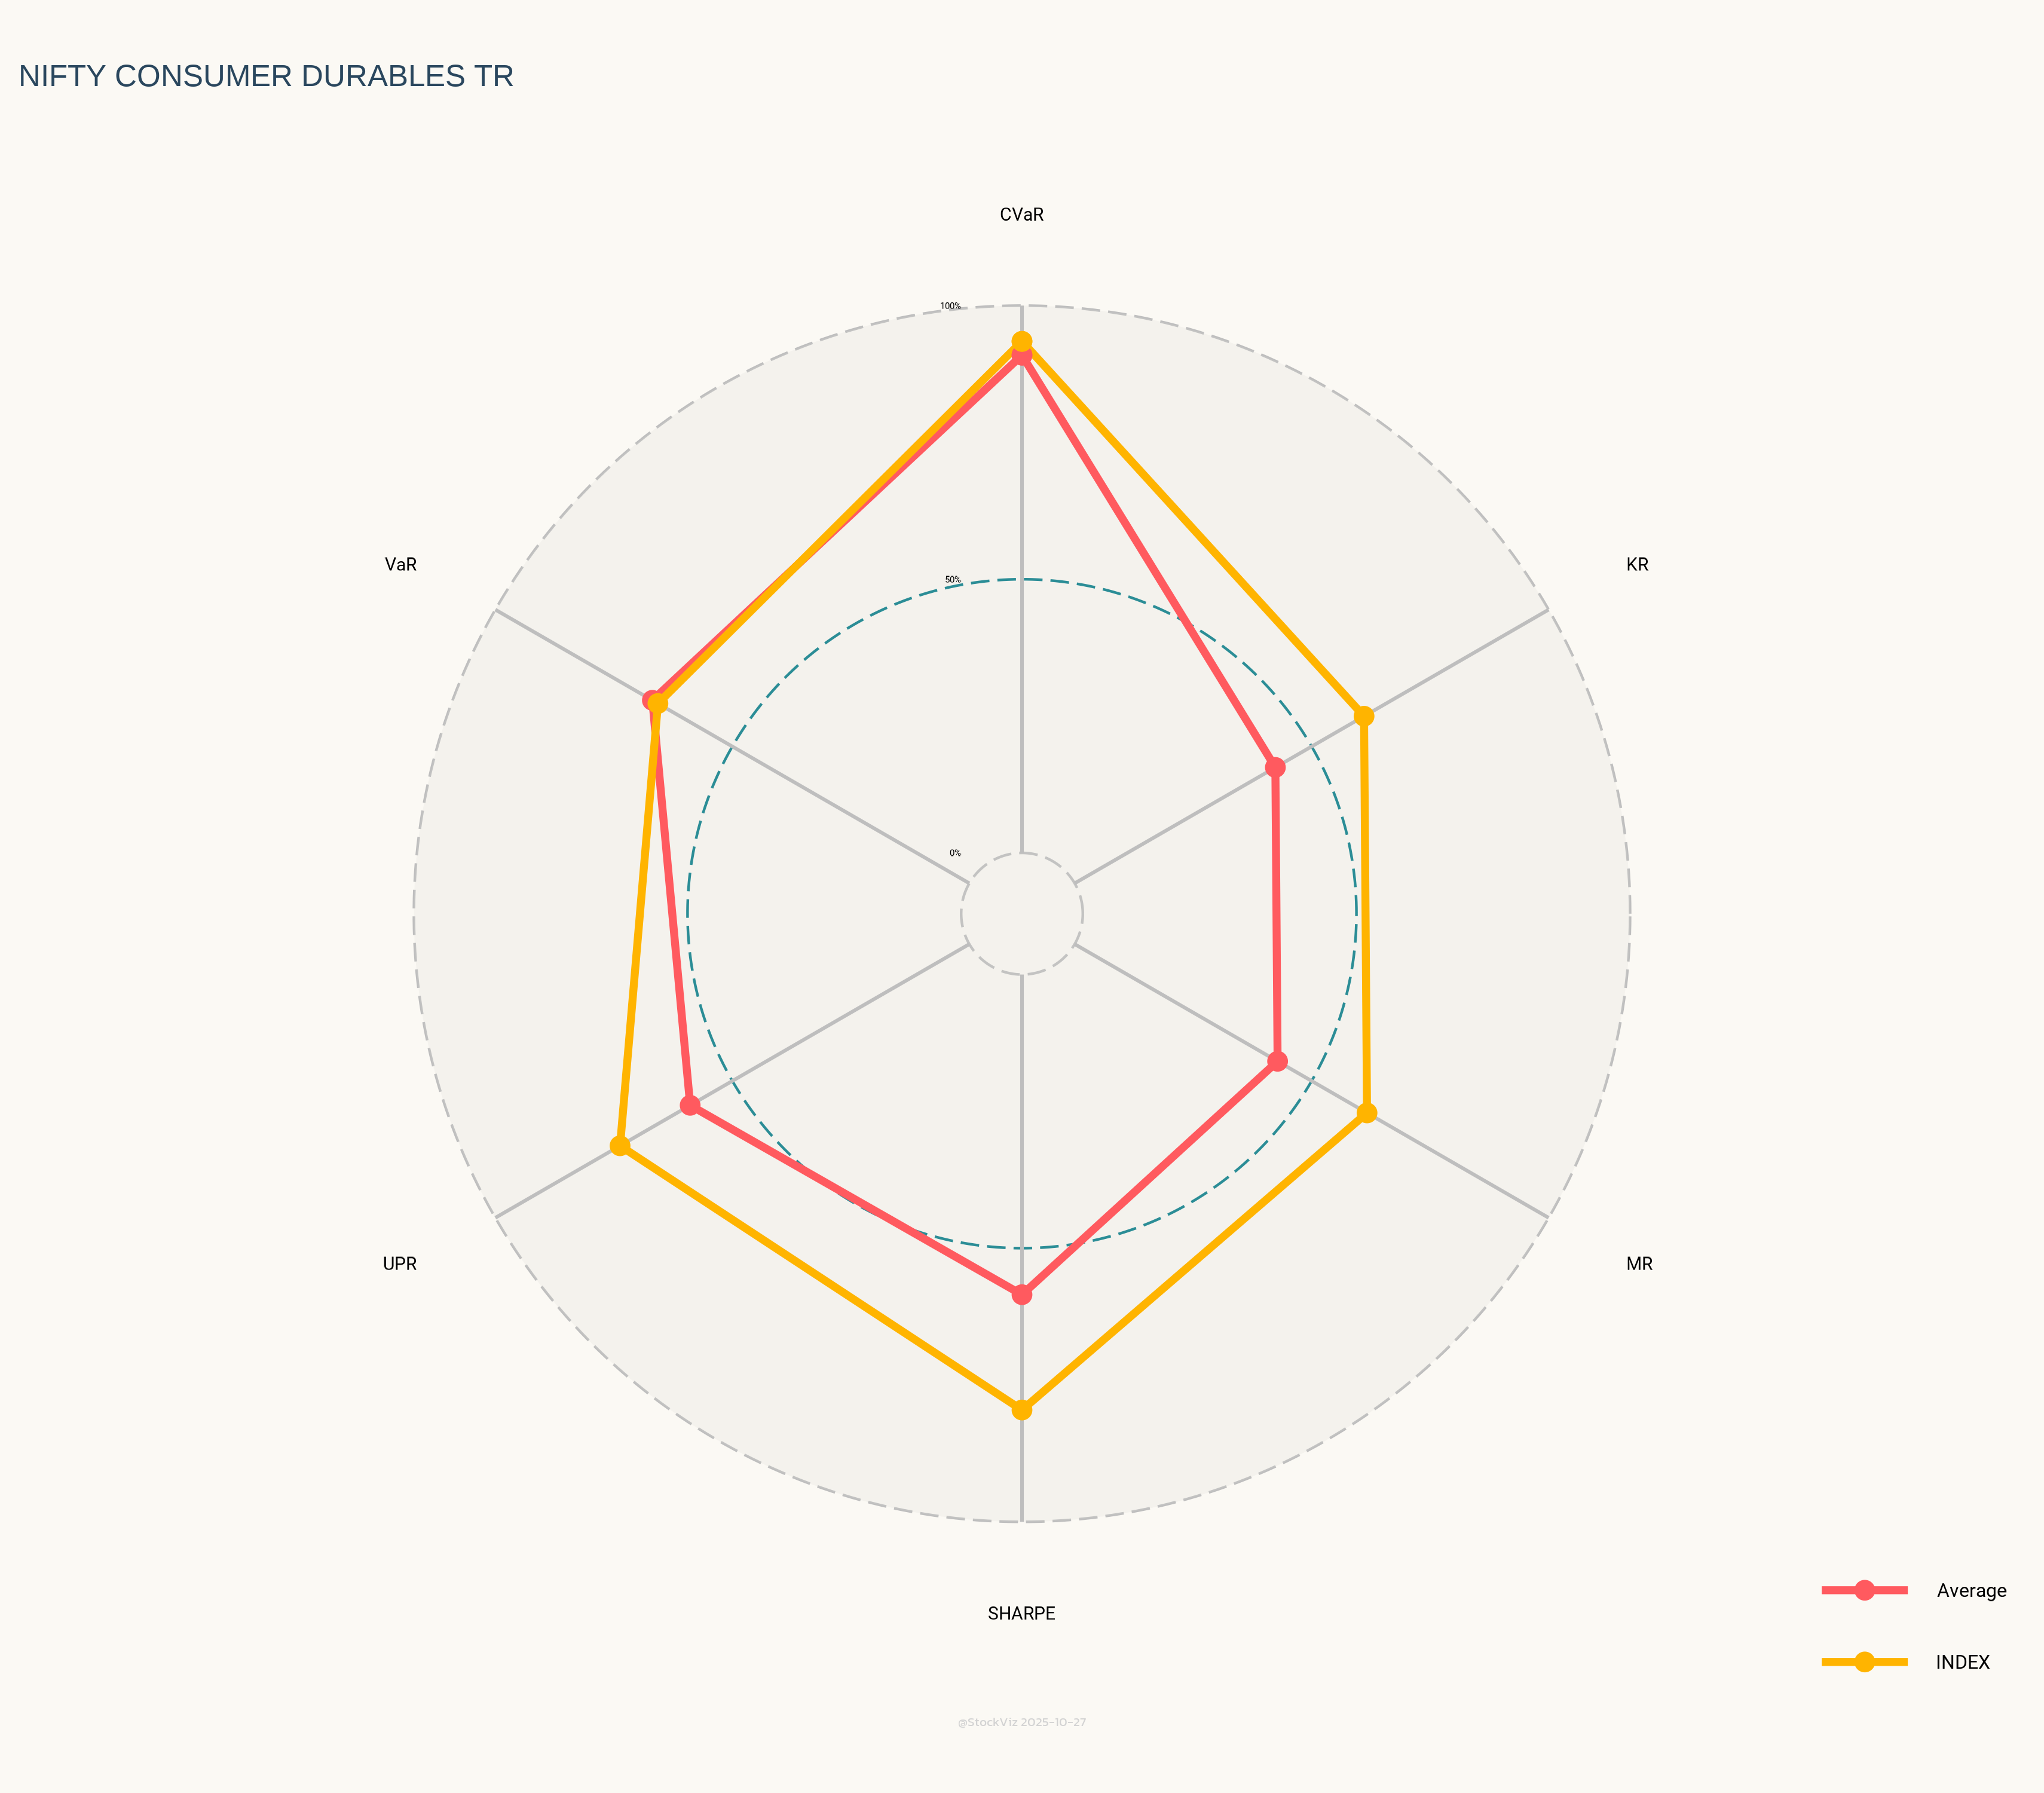 NIFTY CONSUMER DURABLES TR
CVaR
100%
VaR
KR
50%
0%
UPR
MR
SHARPE
Average
INDEX
@StockViz 2025-10-27